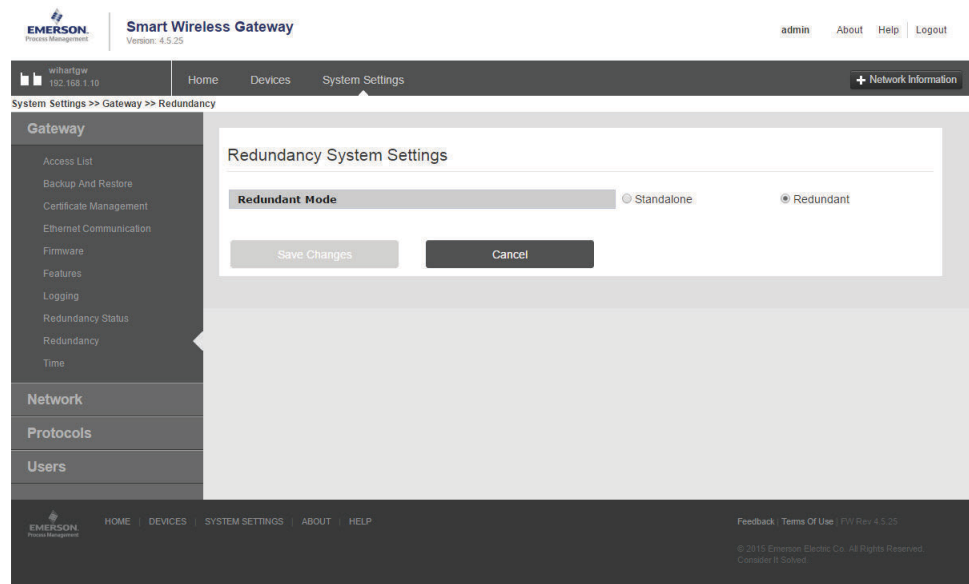 EMERSON.
Process Management
Smart Wireless Gateway
Version: 4.5.25
admin About Help Logout
wihartgw
192.168.1.10
Home Devices System Settings
+ Network Information
System Settings >> Gateway >> Redundancy
Gateway
Access List
Backup And Restore
Certificate Management
Ethernet Communication
Firmware
Features
Logging
Redundancy Status
Redundancy
Time
Network
Protocols
Users
Redundancy System Settings
Redundant Mode Standalone Redundant
Save Changes Cancel
EMERSON.
Process Management
HOME | DEVICES | SYSTEM SETTINGS | ABOUT | HELP
Feedback | Terms Of Use | FW Rev 4.5.25
© 2015 Emerson Electric Co. All Rights Reserved.
Consider It Solved.